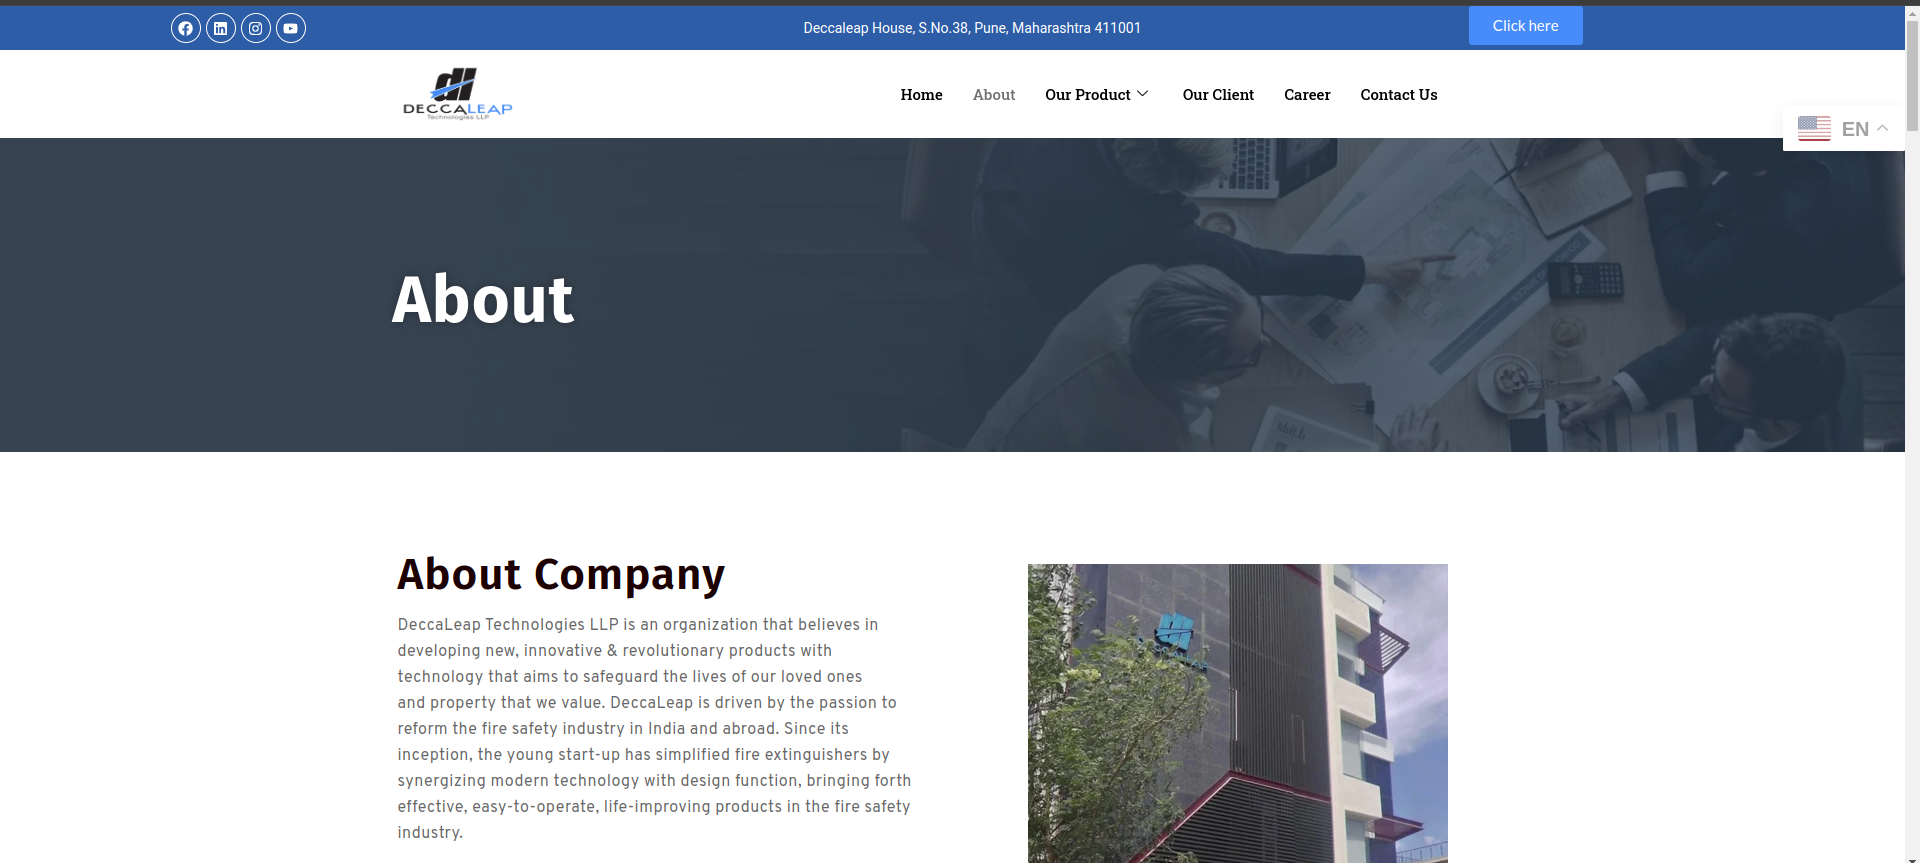 Deccaleap House, S.No.38, Pune, Maharashtra 411001
Click here
DECCALEAP
Technologies LLP
Home
About
Our Product
Our Client
Career
Contact Us
EN
About
About Company
DeccaLeap Technologies LLP is an organization that believes in
developing new, innovative & revolutionary products with
technology that aims to safeguard the lives of our loved ones
and property that we value. DeccaLeap is driven by the passion to
reform the fire safety industry in India and abroad. Since its
inception, the young start-up has simplified fire extinguishers by
synergizing modern technology with design function, bringing forth
effective, easy-to-operate, life-improving products in the fire safety
industry.